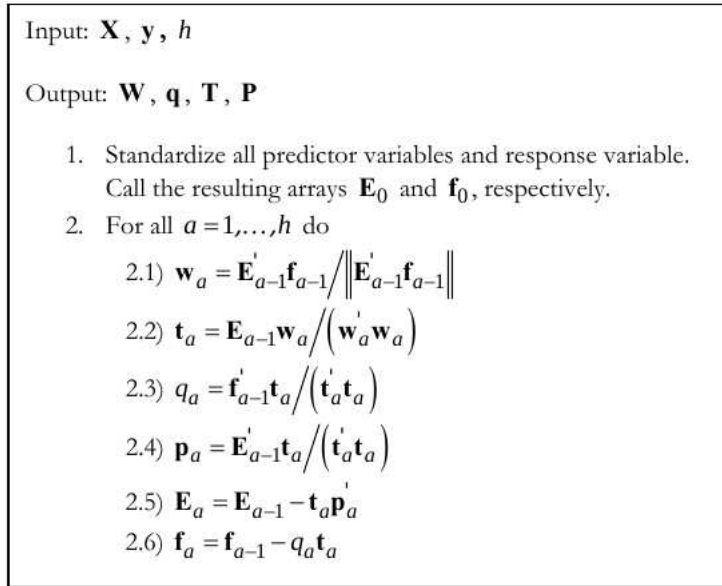 Input: X, y, h
Output: W, q, T, P
1. Standardize all predictor variables and response variable.
Call the resulting arrays E₀ and f₀, respectively.
2. For all a = 1,…,h do
2.1) wₐ = E'ₐ₋₁fₐ₋₁/‖E'ₐ₋₁fₐ₋₁‖
2.2) tₐ = Eₐ₋₁wₐ/(w'ₐwₐ)
2.3) qₐ = f'ₐ₋₁tₐ/(t'ₐtₐ)
2.4) pₐ = E'ₐ₋₁tₐ/(t'ₐtₐ)
2.5) Eₐ = Eₐ₋₁ − tₐp'ₐ
2.6) fₐ = fₐ₋₁ − qₐtₐ